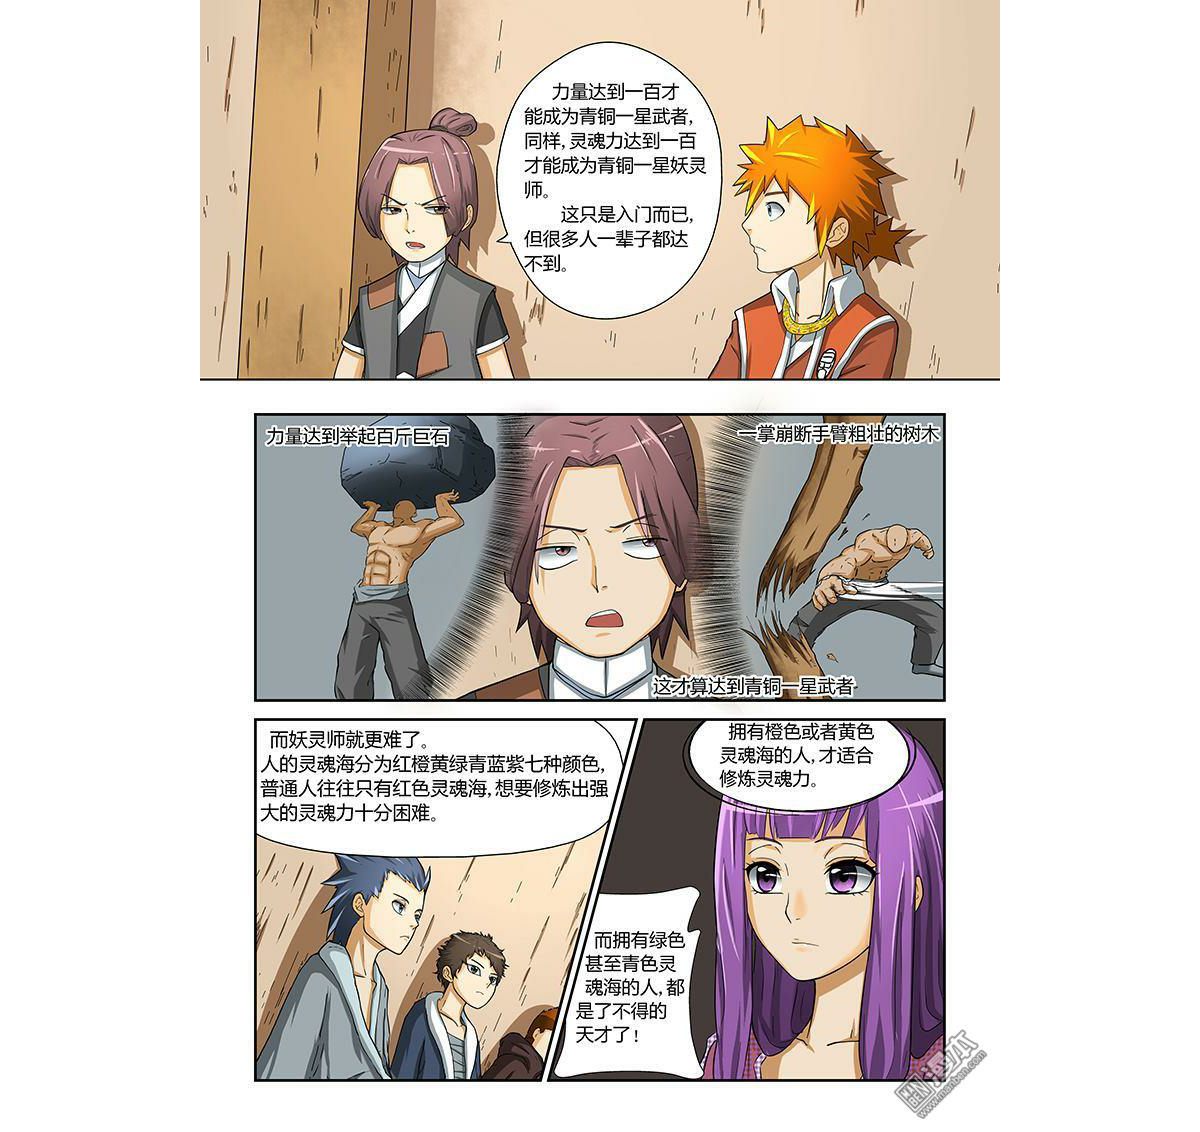 力量达到一百才
能成为青铜一星武者,
同样,灵魂力达到一百
才能成为青铜一星妖灵
师。
这只是入门而已,
但很多人一辈子都达
不到。
力量达到举起百斤巨石
一掌崩断手臂粗壮的树木
这才算达到青铜一星武者
而妖灵师就更难了。
人的灵魂海分为红橙黄绿青蓝紫七种颜色,
普通人往往只有红色灵魂海,想要修炼出强
大的灵魂力十分困难。
拥有橙色或者黄色
灵魂海的人,才适合
修炼灵魂力。
而拥有绿色
甚至青色灵
魂海的人,都
是了不得的
天才了!
MAN
BEN
漫本
www.manben.com